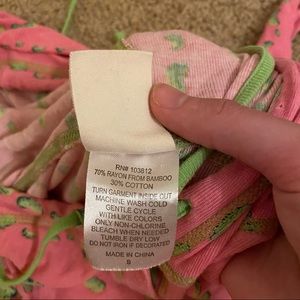 RN# 103812
70% RAYON FROM BAMBOO
30% COTTON
TURN GARMENT INSIDE OUT
MACHINE WASH COLD
GENTLE CYCLE
WITH LIKE COLORS
ONLY NON-CHLORINE
BLEACH WHEN NEEDED
TUMBLE DRY LOW
DO NOT IRON IF DECORATED
MADE IN CHINA
S